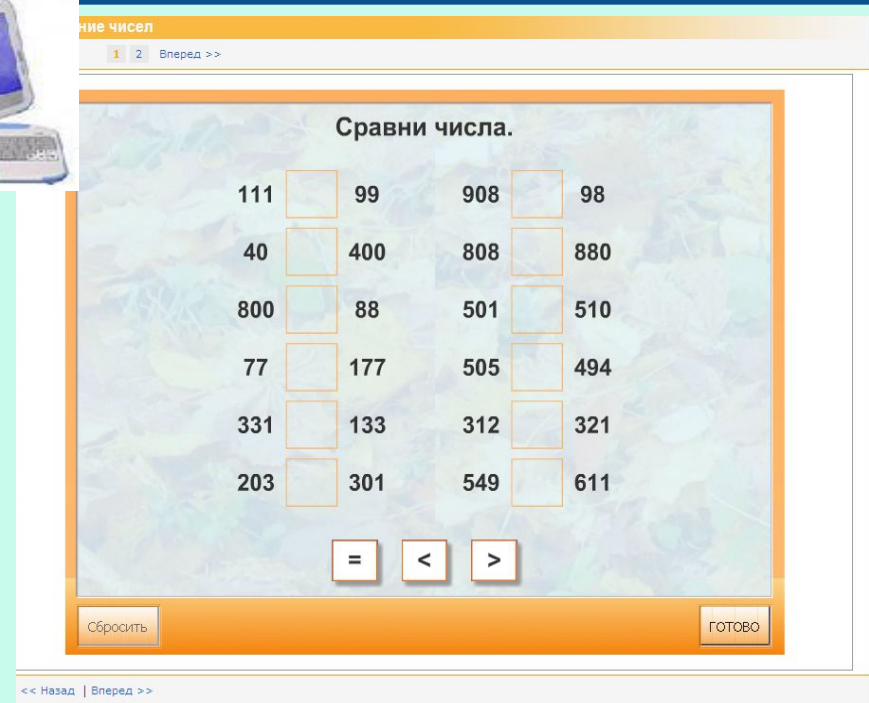 ние чисел
1 2 Вперед >>
Сравни числа.
111 99 908 98
40 400 808 880
800 88 501 510
77 177 505 494
331 133 312 321
203 301 549 611
= < >
Сбросить ГОТОВО
<< Назад | Вперед >>